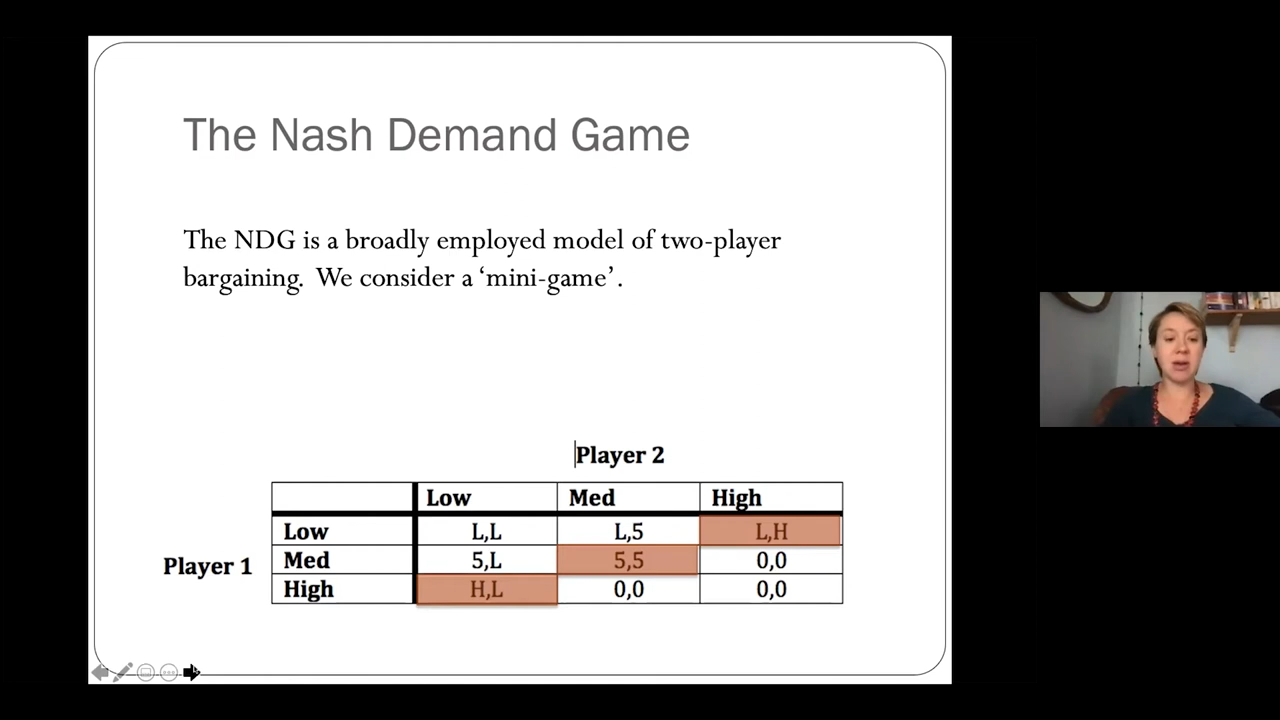 The Nash Demand Game
The NDG is a broadly employed model of two-player
bargaining. We consider a ‘mini-game’.
Player 2
Low Med High
Low L,L L,5 L,H
Player 1
Med 5,L 5,5 0,0
High H,L 0,0 0,0